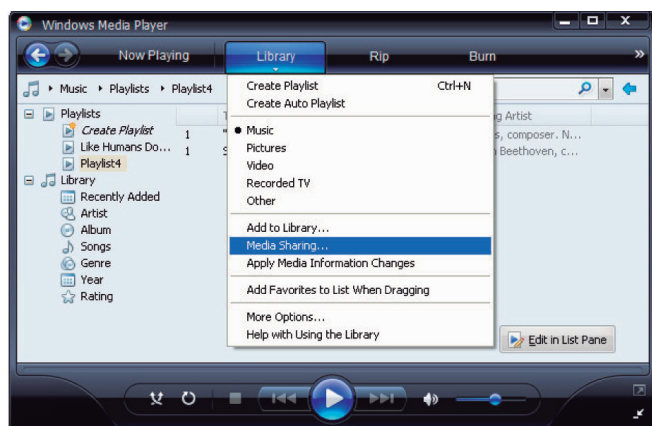 Windows Media Player
Now Playing Library Rip Burn »
Music Playlists Playlist4
Create Playlist Ctrl+N
Create Auto Playlist
Music
Pictures
Video
Recorded TV
Other
Add to Library...
Media Sharing...
Apply Media Information Changes
Add Favorites to List When Dragging
More Options...
Help with Using the Library
Playlists
Create Playlist
Like Humans Do...
Playlist4
Library
Recently Added
Artist
Album
Songs
Genre
Year
Rating
1
1
Artist
composer. N...
Beethoven, c...
Edit in List Pane